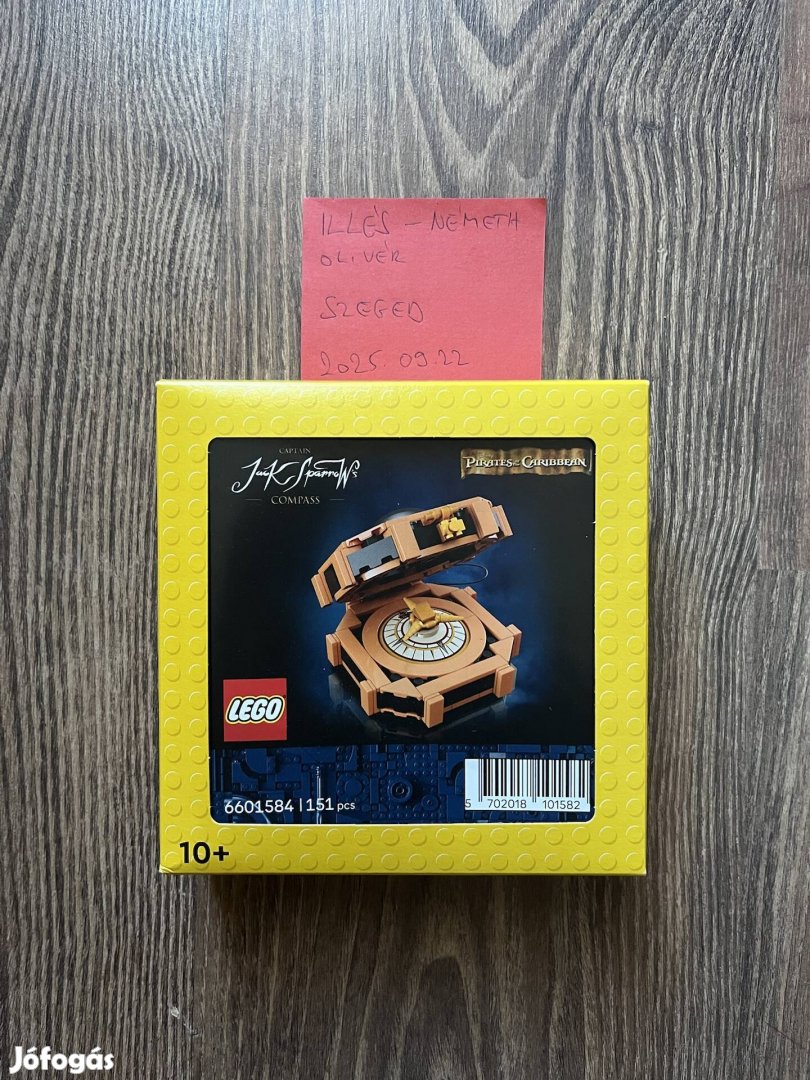 ILLÉS – NÉMETH
OLIVÉR
SZEGED
2025.09.22
CAPTAIN
Jack Sparrow's
COMPASS
PIRATES of the CARIBBEAN
LEGO
6601584 | 151 pcs
5 702018 101582
10+
Jófogás